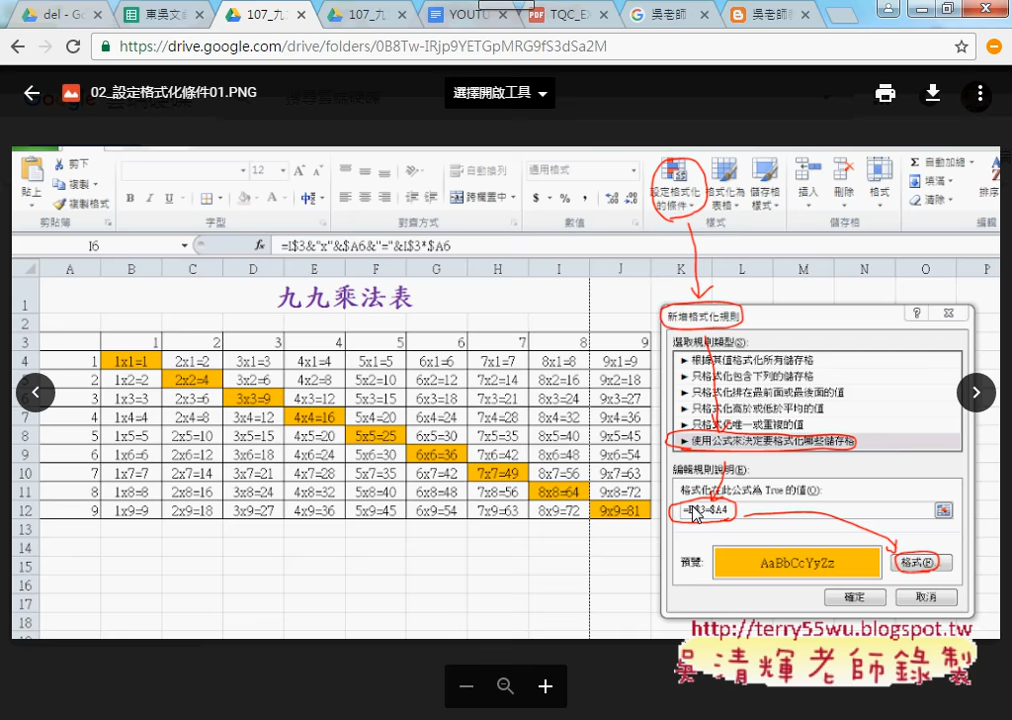 del - Go
東吳文
107_九
107_九
YOUTU
PDF TQC_E
吳老師
吳老師
https://drive.google.com/drive/folders/0B8Tw-IRjp9YETGpMRG9fS3dSa2M
02_設定格式化條件01.PNG
選擇開啟工具
貼上 剪下 複製 複製格式
12
B I U A 中文
自動換列 跨欄置中
通用格式
$ % ,
設定格式化的條件 格式化為表格 儲存格樣式
插入 刪除 格式
Σ 自動加總 填滿 清除
排序
剪貼簿 字型 對齊方式 數值 樣式 儲存格 編輯
I6 fx =I$3&"x"&$A6&"="&I$3*$A6
A B C D E F G H I J K L M N O P
1 九九乘法表
2
3 1 2 3 4 5 6 7 8 9
4 1 1x1=1 2x1=2 3x1=3 4x1=4 5x1=5 6x1=6 7x1=7 8x1=8 9x1=9
2 1x2=2 2x2=4 3x2=6 4x2=8 5x2=10 6x2=12 7x2=14 8x2=16 9x2=18
3 1x3=3 2x3=6 3x3=9 4x3=12 5x3=15 6x3=18 7x3=21 8x3=24 9x3=27
7 4 1x4=4 2x4=8 3x4=12 4x4=16 5x4=20 6x4=24 7x4=28 8x4=32 9x4=36
8 5 1x5=5 2x5=10 3x5=15 4x5=20 5x5=25 6x5=30 7x5=35 8x5=40 9x5=45
9 6 1x6=6 2x6=12 3x6=18 4x6=24 5x6=30 6x6=36 7x6=42 8x6=48 9x6=54
10 7 1x7=7 2x7=14 3x7=21 4x7=28 5x7=35 6x7=42 7x7=49 8x7=56 9x7=63
11 8 1x8=8 2x8=16 3x8=24 4x8=32 5x8=40 6x8=48 7x8=56 8x8=64 9x8=72
12 9 1x9=9 2x9=18 3x9=27 4x9=36 5x9=45 6x9=54 7x9=63 8x9=72 9x9=81
13
14
15
16
17
18
新增格式化規則
選取規則類型(S):
► 根據其值格式化所有儲存格
► 只格式化包含下列的儲存格
► 只格式化排在最前面或最後面的值
► 只格式化高於或低於平均的值
► 只格式化唯一或重複的值
► 使用公式來決定要格式化哪些儲存格
編輯規則說明(E):
格式化在此公式為 True 的值(O):
=B$3=$A4
預覽: AaBbCcYyZz 格式(F)
確定 取消
http://terry55wu.blogspot.tw
吳清輝老師錄製